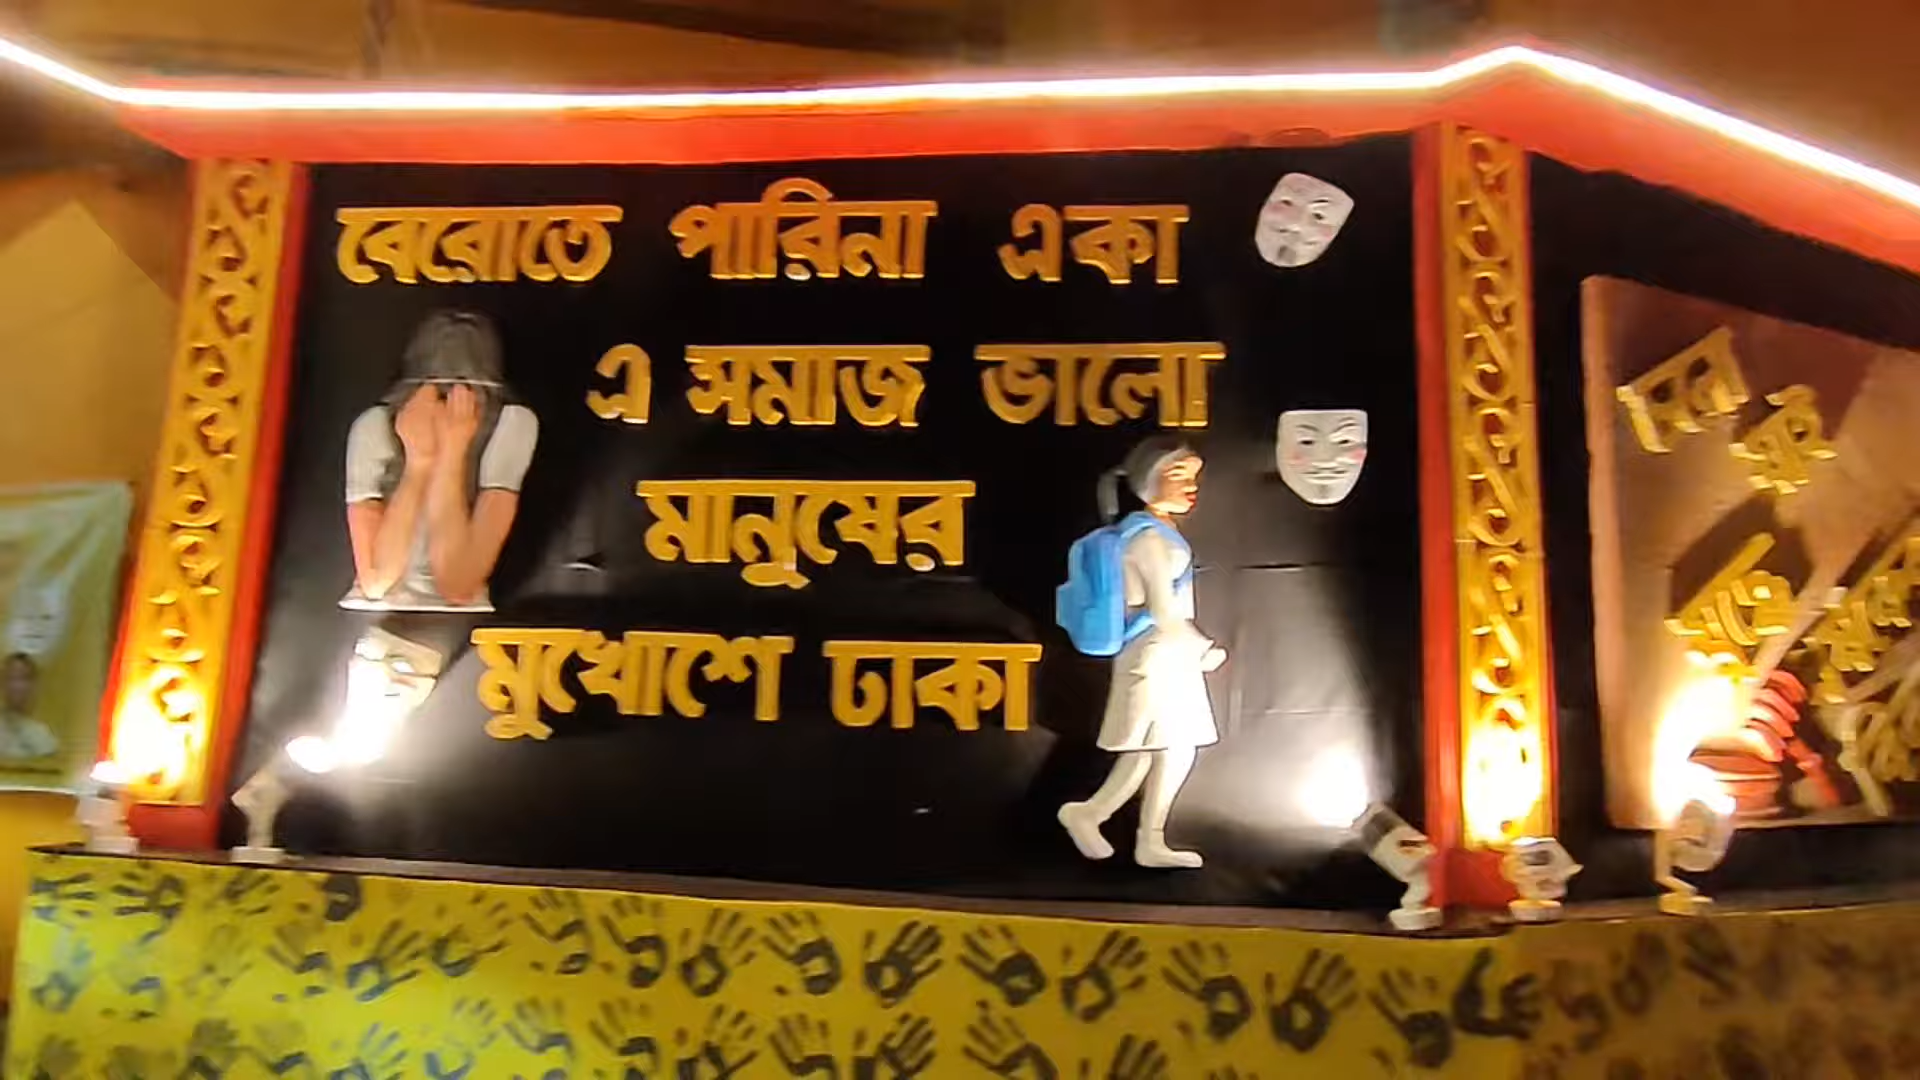 বেরোতে পারিনা একা
এ সমাজ ভালো
মানুষের
মুখোশে ঢাকা